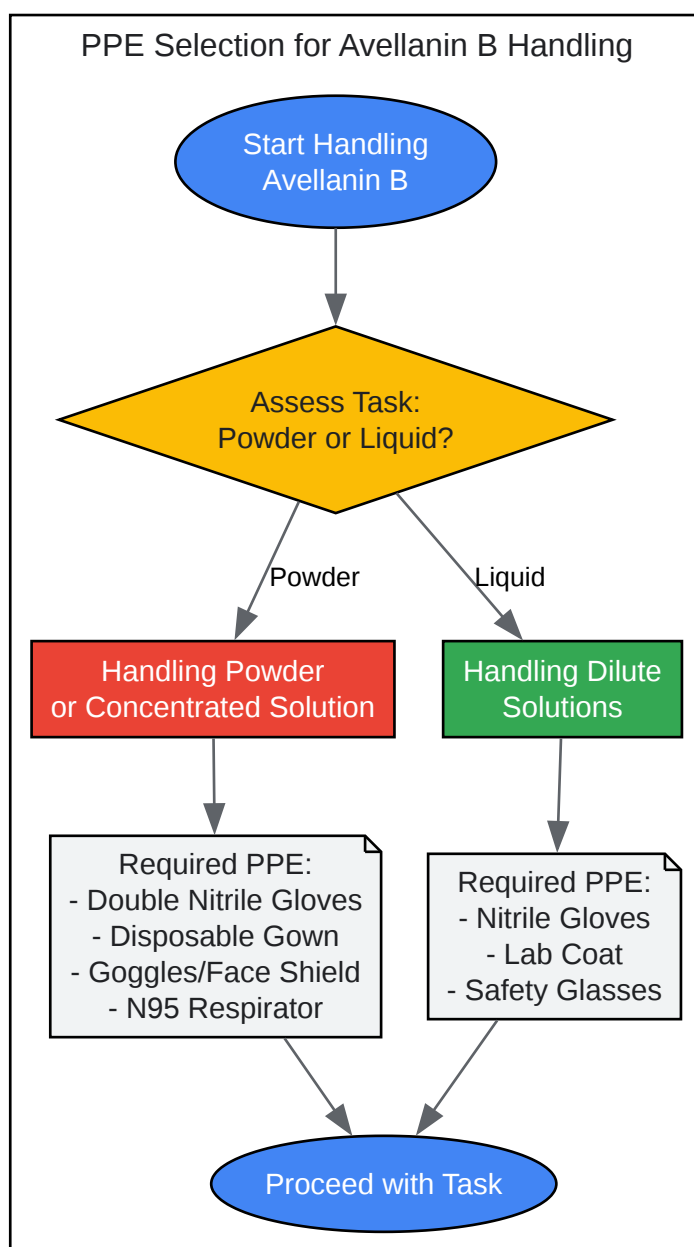 PPE Selection for Avellanin B Handling
Start Handling
Avellanin B
Assess Task:
Powder or Liquid?
Powder
Liquid
Handling Powder
or Concentrated Solution
Handling Dilute
Solutions
Required PPE:
- Double Nitrile Gloves
- Disposable Gown
- Goggles/Face Shield
- N95 Respirator
Required PPE:
- Nitrile Gloves
- Lab Coat
- Safety Glasses
Proceed with Task